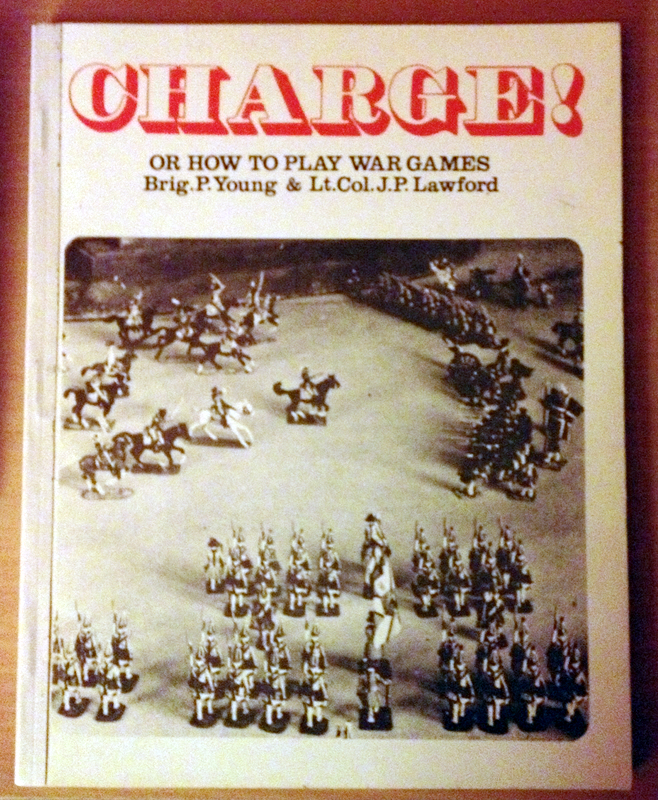 CHARGE!
OR HOW TO PLAY WAR GAMES
Brig.P.Young & Lt.Col.J.P.Lawford